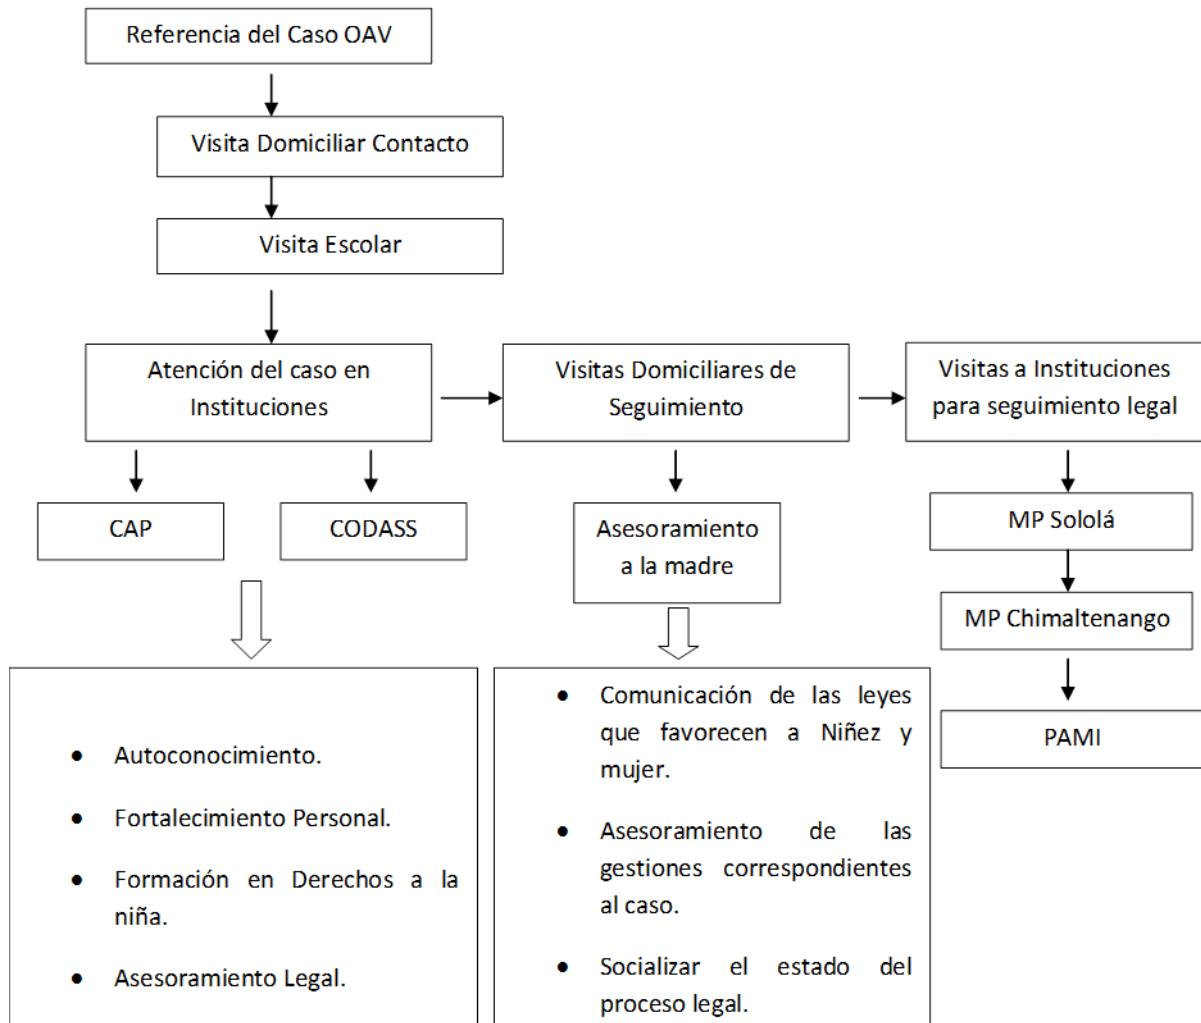 Referencia del Caso OAV
Visita Domiciliar Contacto
Visita Escolar
Atención del caso en
Instituciones
Visitas Domiciliares de
Seguimiento
Visitas a Instituciones
para seguimiento legal
CAP
CODASS
Asesoramiento
a la madre
MP Sololá
MP Chimaltenango
PAMI
• Autoconocimiento.
• Fortalecimiento Personal.
• Formación en Derechos a la
niña.
• Asesoramiento Legal.
• Comunicación de las leyes
que favorecen a Niñez y
mujer.
• Asesoramiento de las
gestiones correspondientes
al caso.
• Socializar el estado del
proceso legal.